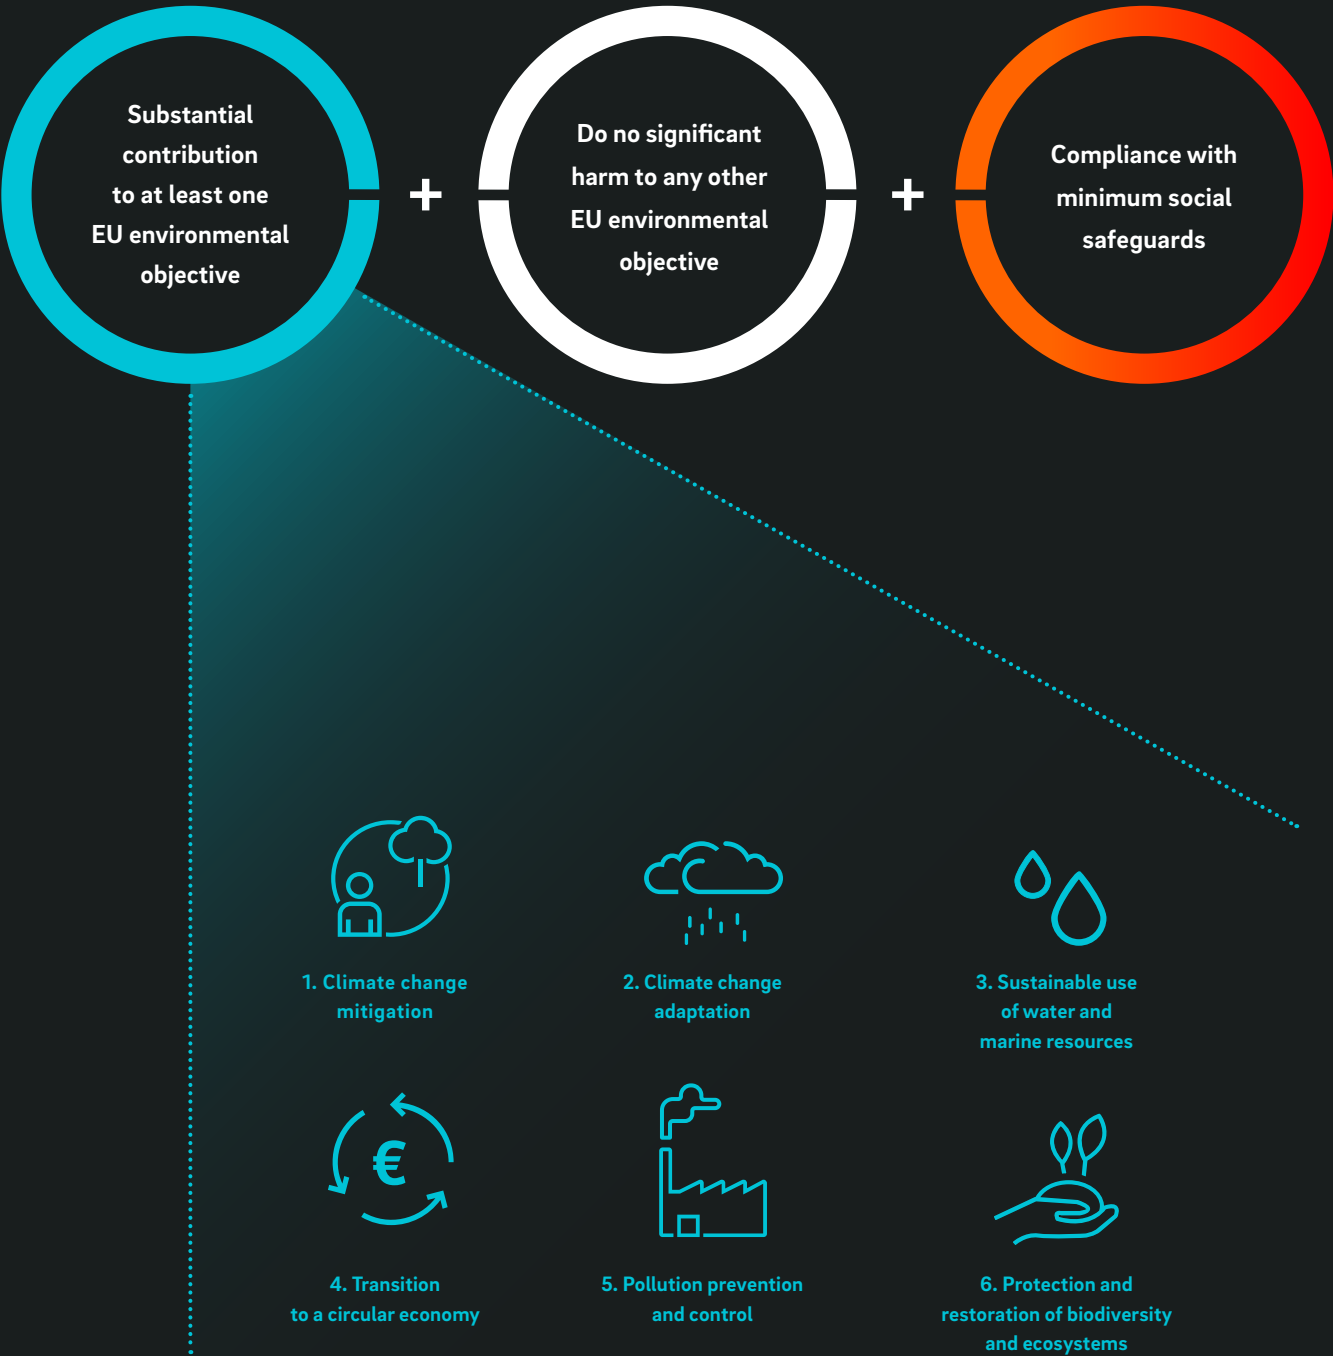 Substantial
contribution
to at least one
EU environmental
objective
+
Do no significant
harm to any other
EU environmental
objective
+
Compliance with
minimum social
safeguards
1. Climate change
mitigation
2. Climate change
adaptation
3. Sustainable use
of water and
marine resources
€
4. Transition
to a circular economy
5. Pollution prevention
and control
6. Protection and
restoration of biodiversity
and ecosystems